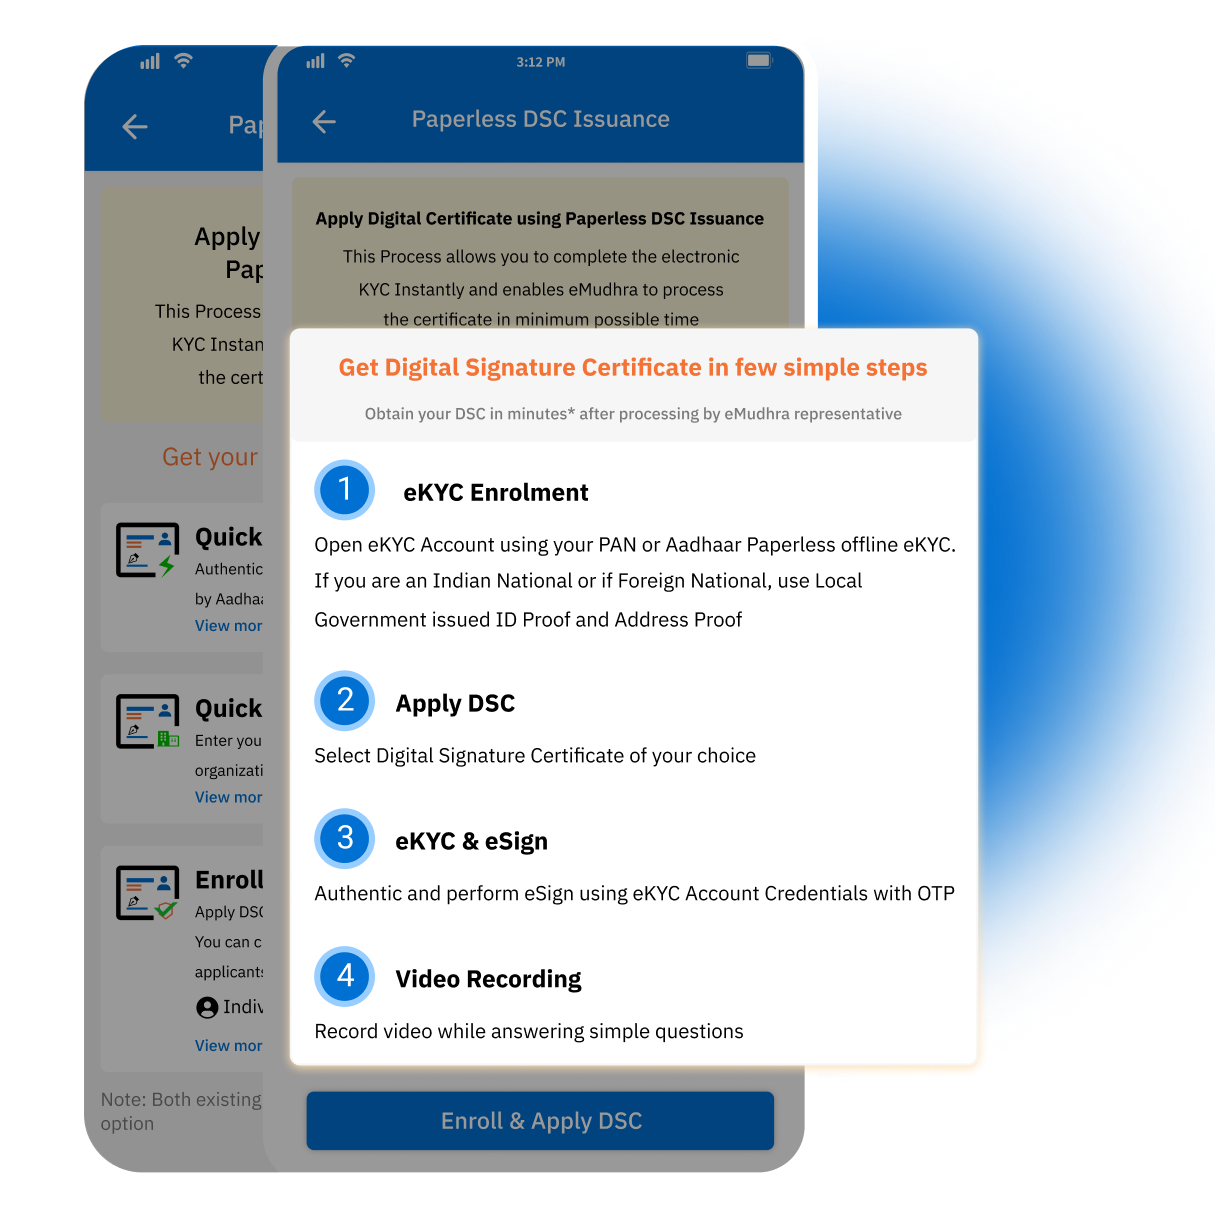 Pap
Apply
Pap
This Process
KYC Instan
the cert
Get your
Quick
Authentic
by Aadhaa
View mor
Quick
Enter you
organizati
View mor
Enroll
Apply DSC
You can c
applicants
Indiv
View mor
Note: Both existing
option
3:12 PM
Paperless DSC Issuance
Apply Digital Certificate using Paperless DSC Issuance
This Process allows you to complete the electronic
KYC Instantly and enables eMudhra to process
the certificate in minimum possible time
Get Digital Signature Certificate in few simple steps
Obtain your DSC in minutes* after processing by eMudhra representative
1 eKYC Enrolment
Open eKYC Account using your PAN or Aadhaar Paperless offline eKYC.
If you are an Indian National or if Foreign National, use Local
Government issued ID Proof and Address Proof
2 Apply DSC
Select Digital Signature Certificate of your choice
3 eKYC & eSign
Authentic and perform eSign using eKYC Account Credentials with OTP
4 Video Recording
Record video while answering simple questions
Enroll & Apply DSC